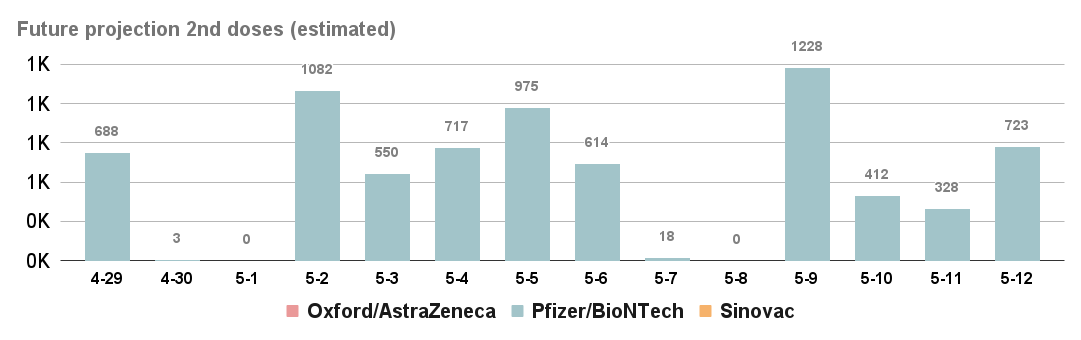 Future projection 2nd doses (estimated)
1K
1K
1K
1K
0K
0K
688
3
0
1082
550
717
975
614
18
0
1228
412
328
723
4-29
4-30
5-1
5-2
5-3
5-4
5-5
5-6
5-7
5-8
5-9
5-10
5-11
5-12
Oxford/AstraZeneca
Pfizer/BioNTech
Sinovac